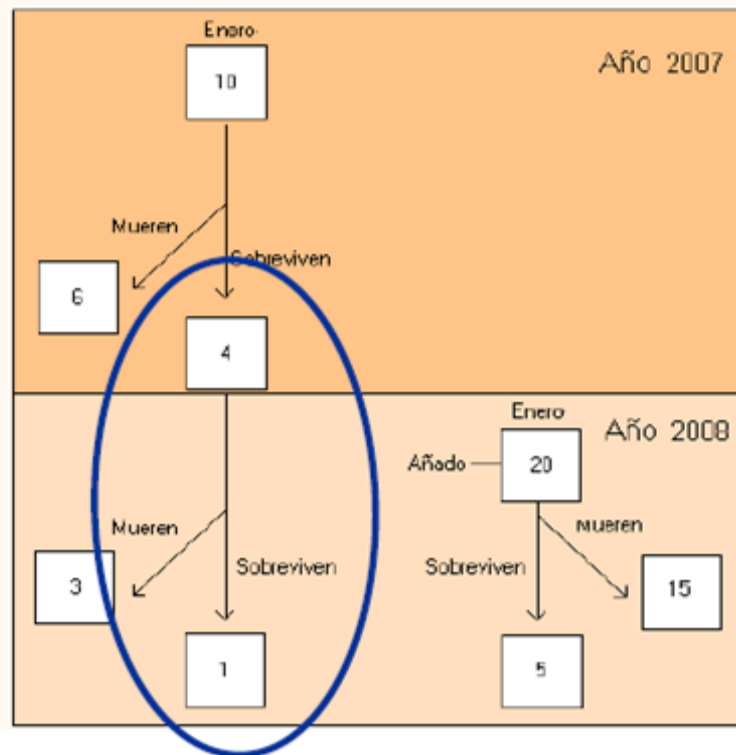 Enero
10
Año 2007
Mueren
Sobreviven
6
4
Enero
Año 2008
Añado
20
Mueren
Mueren
Sobreviven
Sobreviven
3
15
1
5